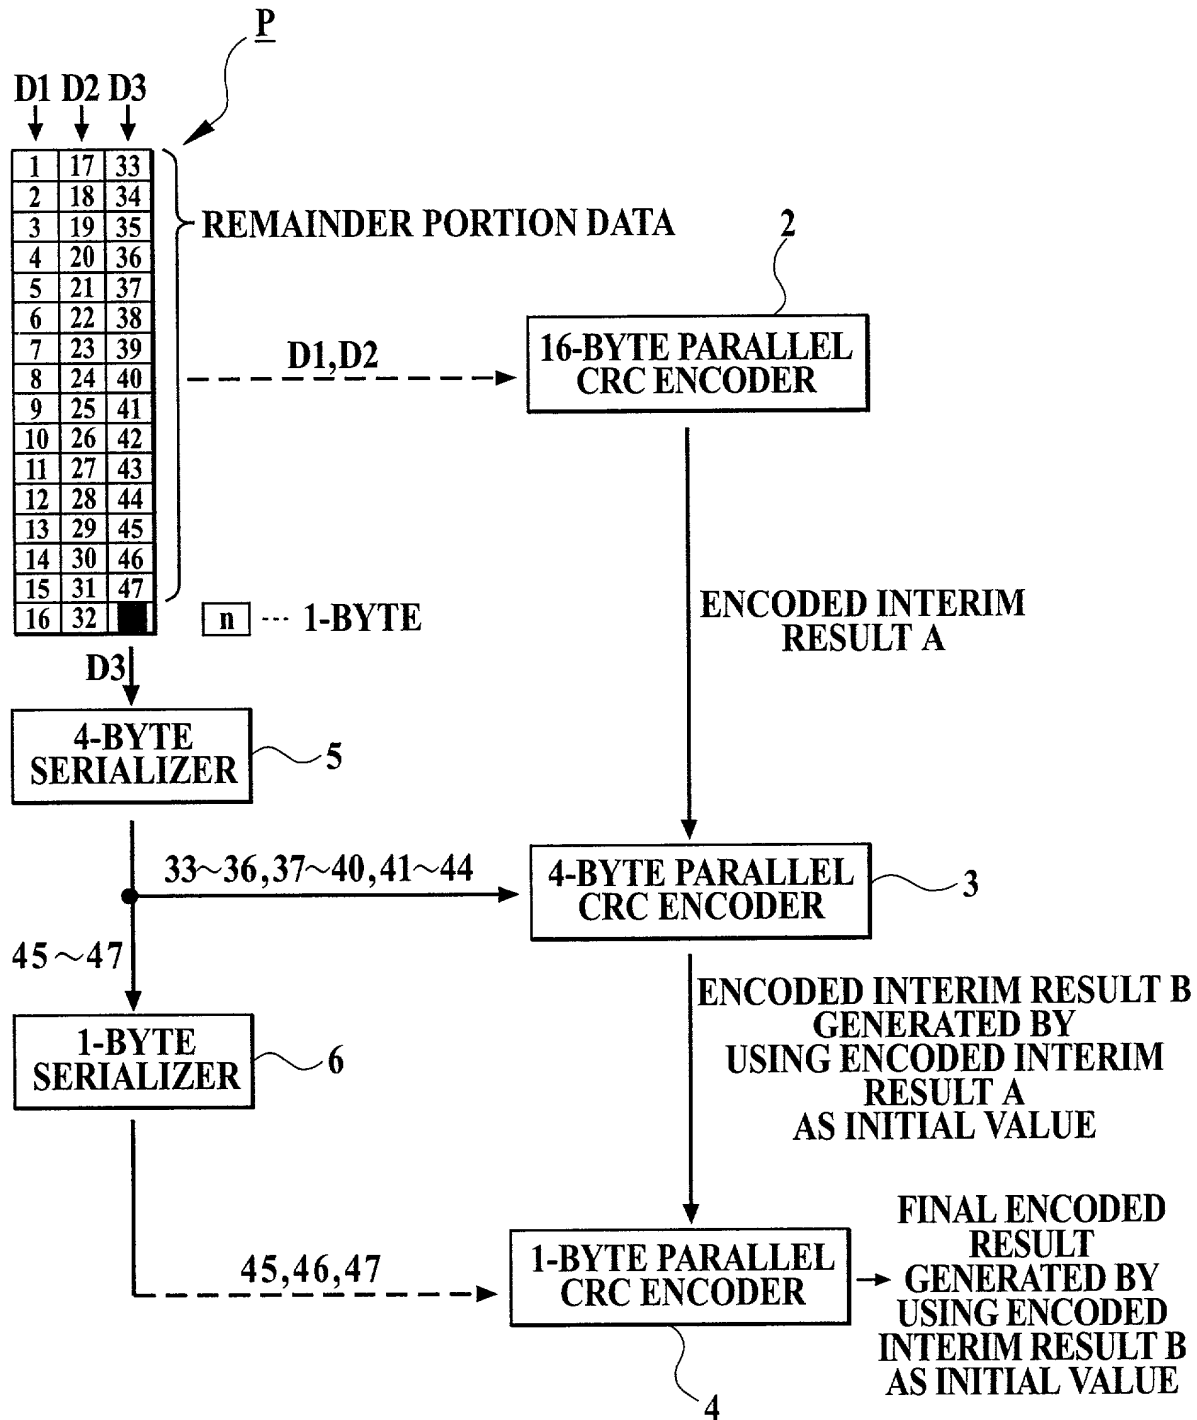 P
D1 D2 D3
1 17 33
2 18 34
3 19 35
4 20 36
5 21 37
6 22 38
7 23 39
8 24 40
9 25 41
10 26 42
11 27 43
12 28 44
13 29 45
14 30 46
15 31 47
16 32
REMAINDER PORTION DATA
n ··· 1-BYTE
2
D1,D2
16-BYTE PARALLEL
CRC ENCODER
ENCODED INTERIM
RESULT A
D3
4-BYTE
SERIALIZER
5
33~36,37~40,41~44
4-BYTE PARALLEL
CRC ENCODER
3
45~47
ENCODED INTERIM RESULT B
GENERATED BY
USING ENCODED INTERIM
RESULT A
AS INITIAL VALUE
1-BYTE
SERIALIZER
6
45,46,47
1-BYTE PARALLEL
CRC ENCODER
4
FINAL ENCODED
RESULT
GENERATED BY
USING ENCODED
INTERIM RESULT B
AS INITIAL VALUE